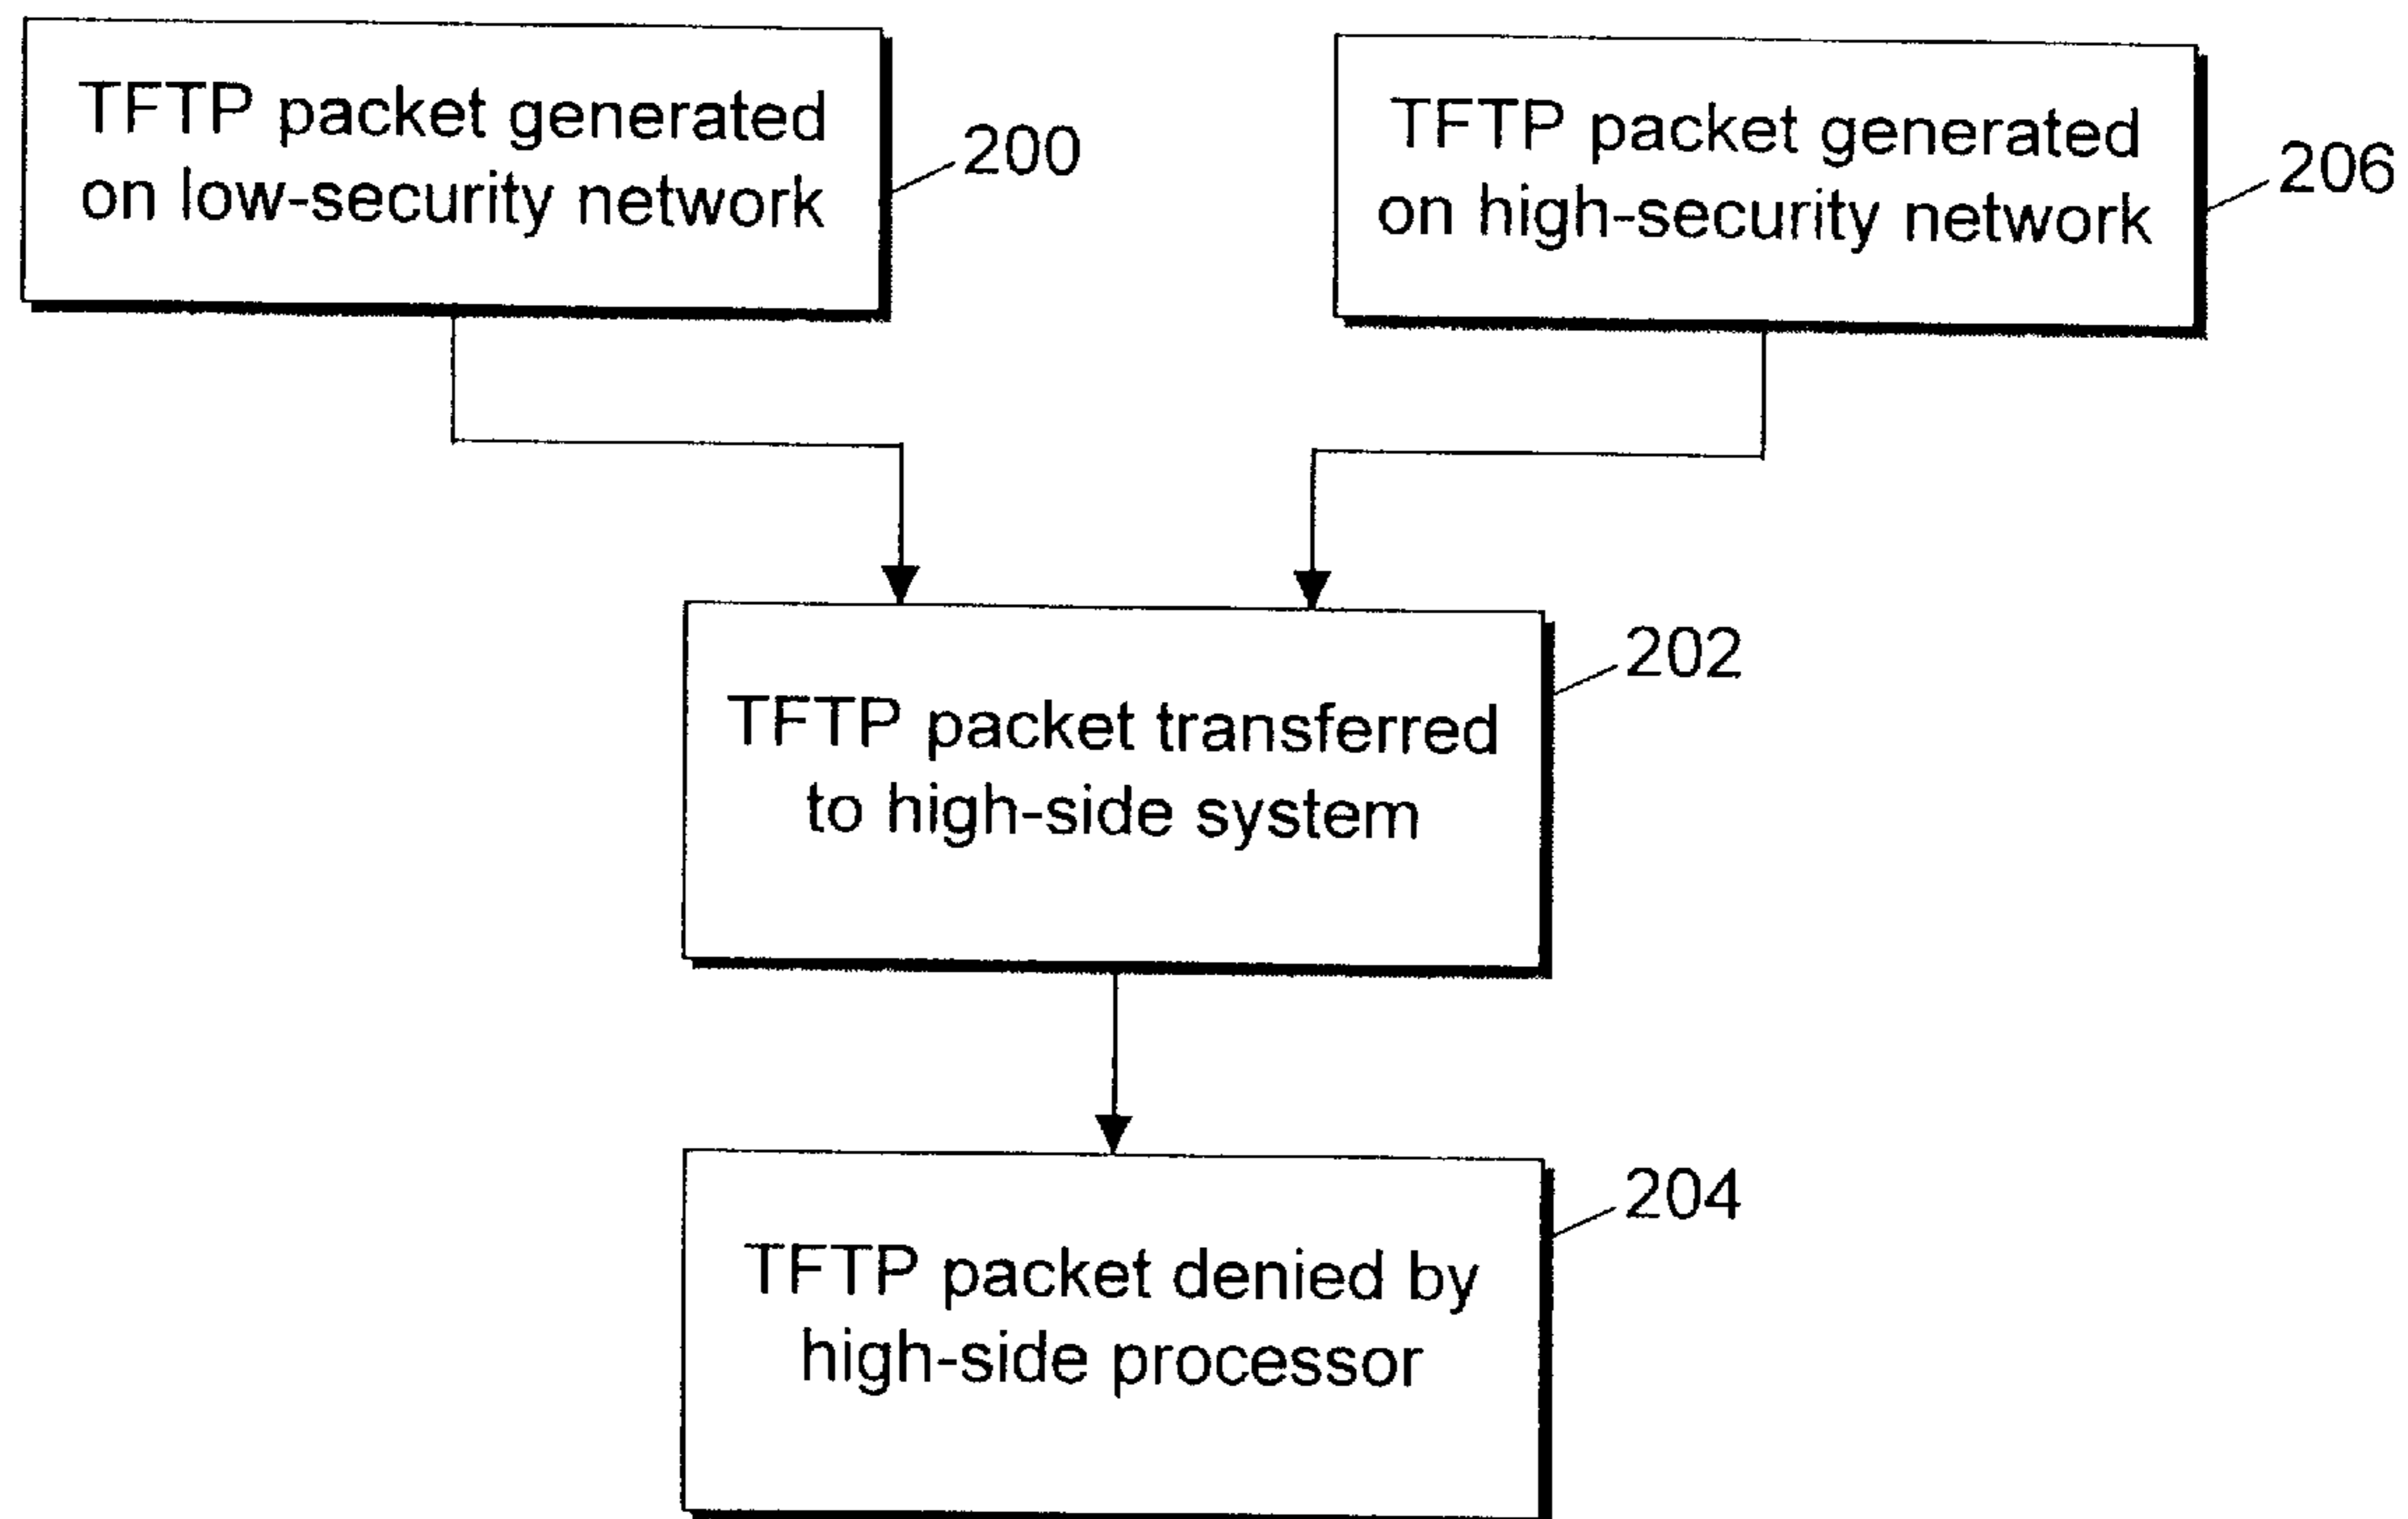 TFTP packet generated
on low-security network
200
TFTP packet generated
on high-security network
206
TFTP packet transferred
to high-side system
202
TFTP packet denied by
high-side processor
204